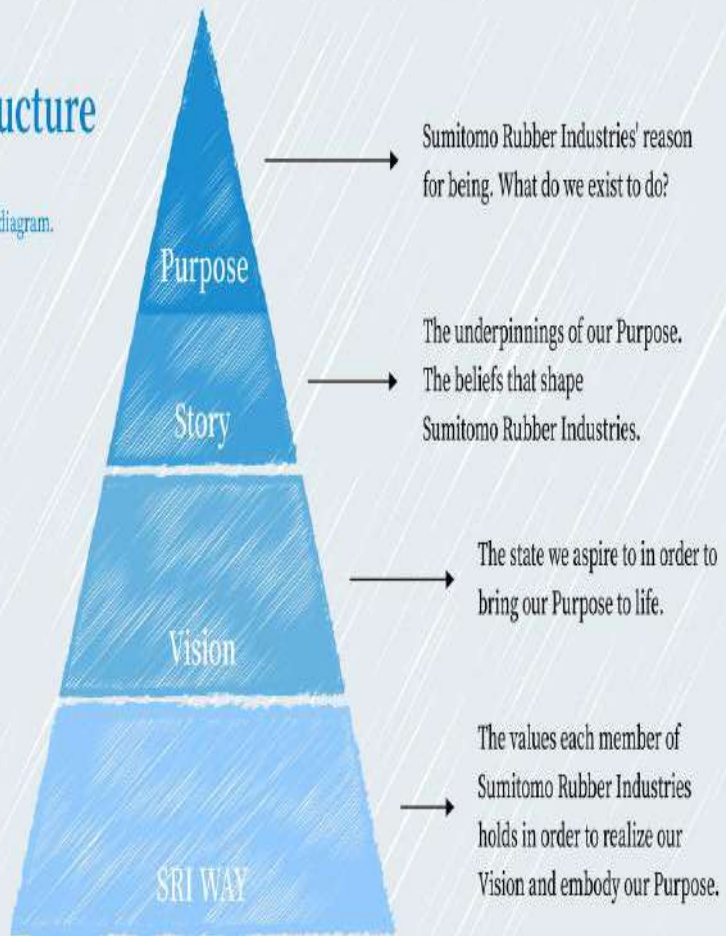 ucture
diagram.
Purpose
Sumitomo Rubber Industries' reason
for being. What do we exist to do?
Story
The underpinnings of our Purpose.
The beliefs that shape
Sumitomo Rubber Industries.
Vision
The state we aspire to in order to
bring our Purpose to life.
SRI WAY
The values each member of
Sumitomo Rubber Industries
holds in order to realize our
Vision and embody our Purpose.